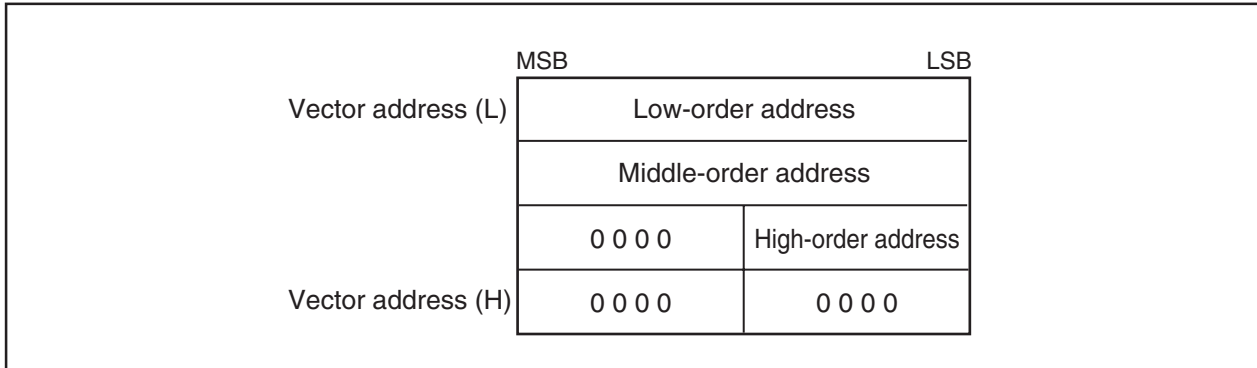 MSB LSB
Vector address (L) Low-order address
Middle-order address
0 0 0 0 High-order address
Vector address (H) 0 0 0 0 0 0 0 0